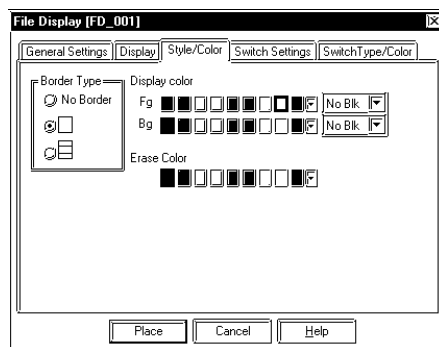 File Display [FD_001]
General Settings Display Style/Color Switch Settings SwitchType/Color
Border Type
No Border
Display color
Fg No Blk
Bg No Blk
Erase Color
Place Cancel Help